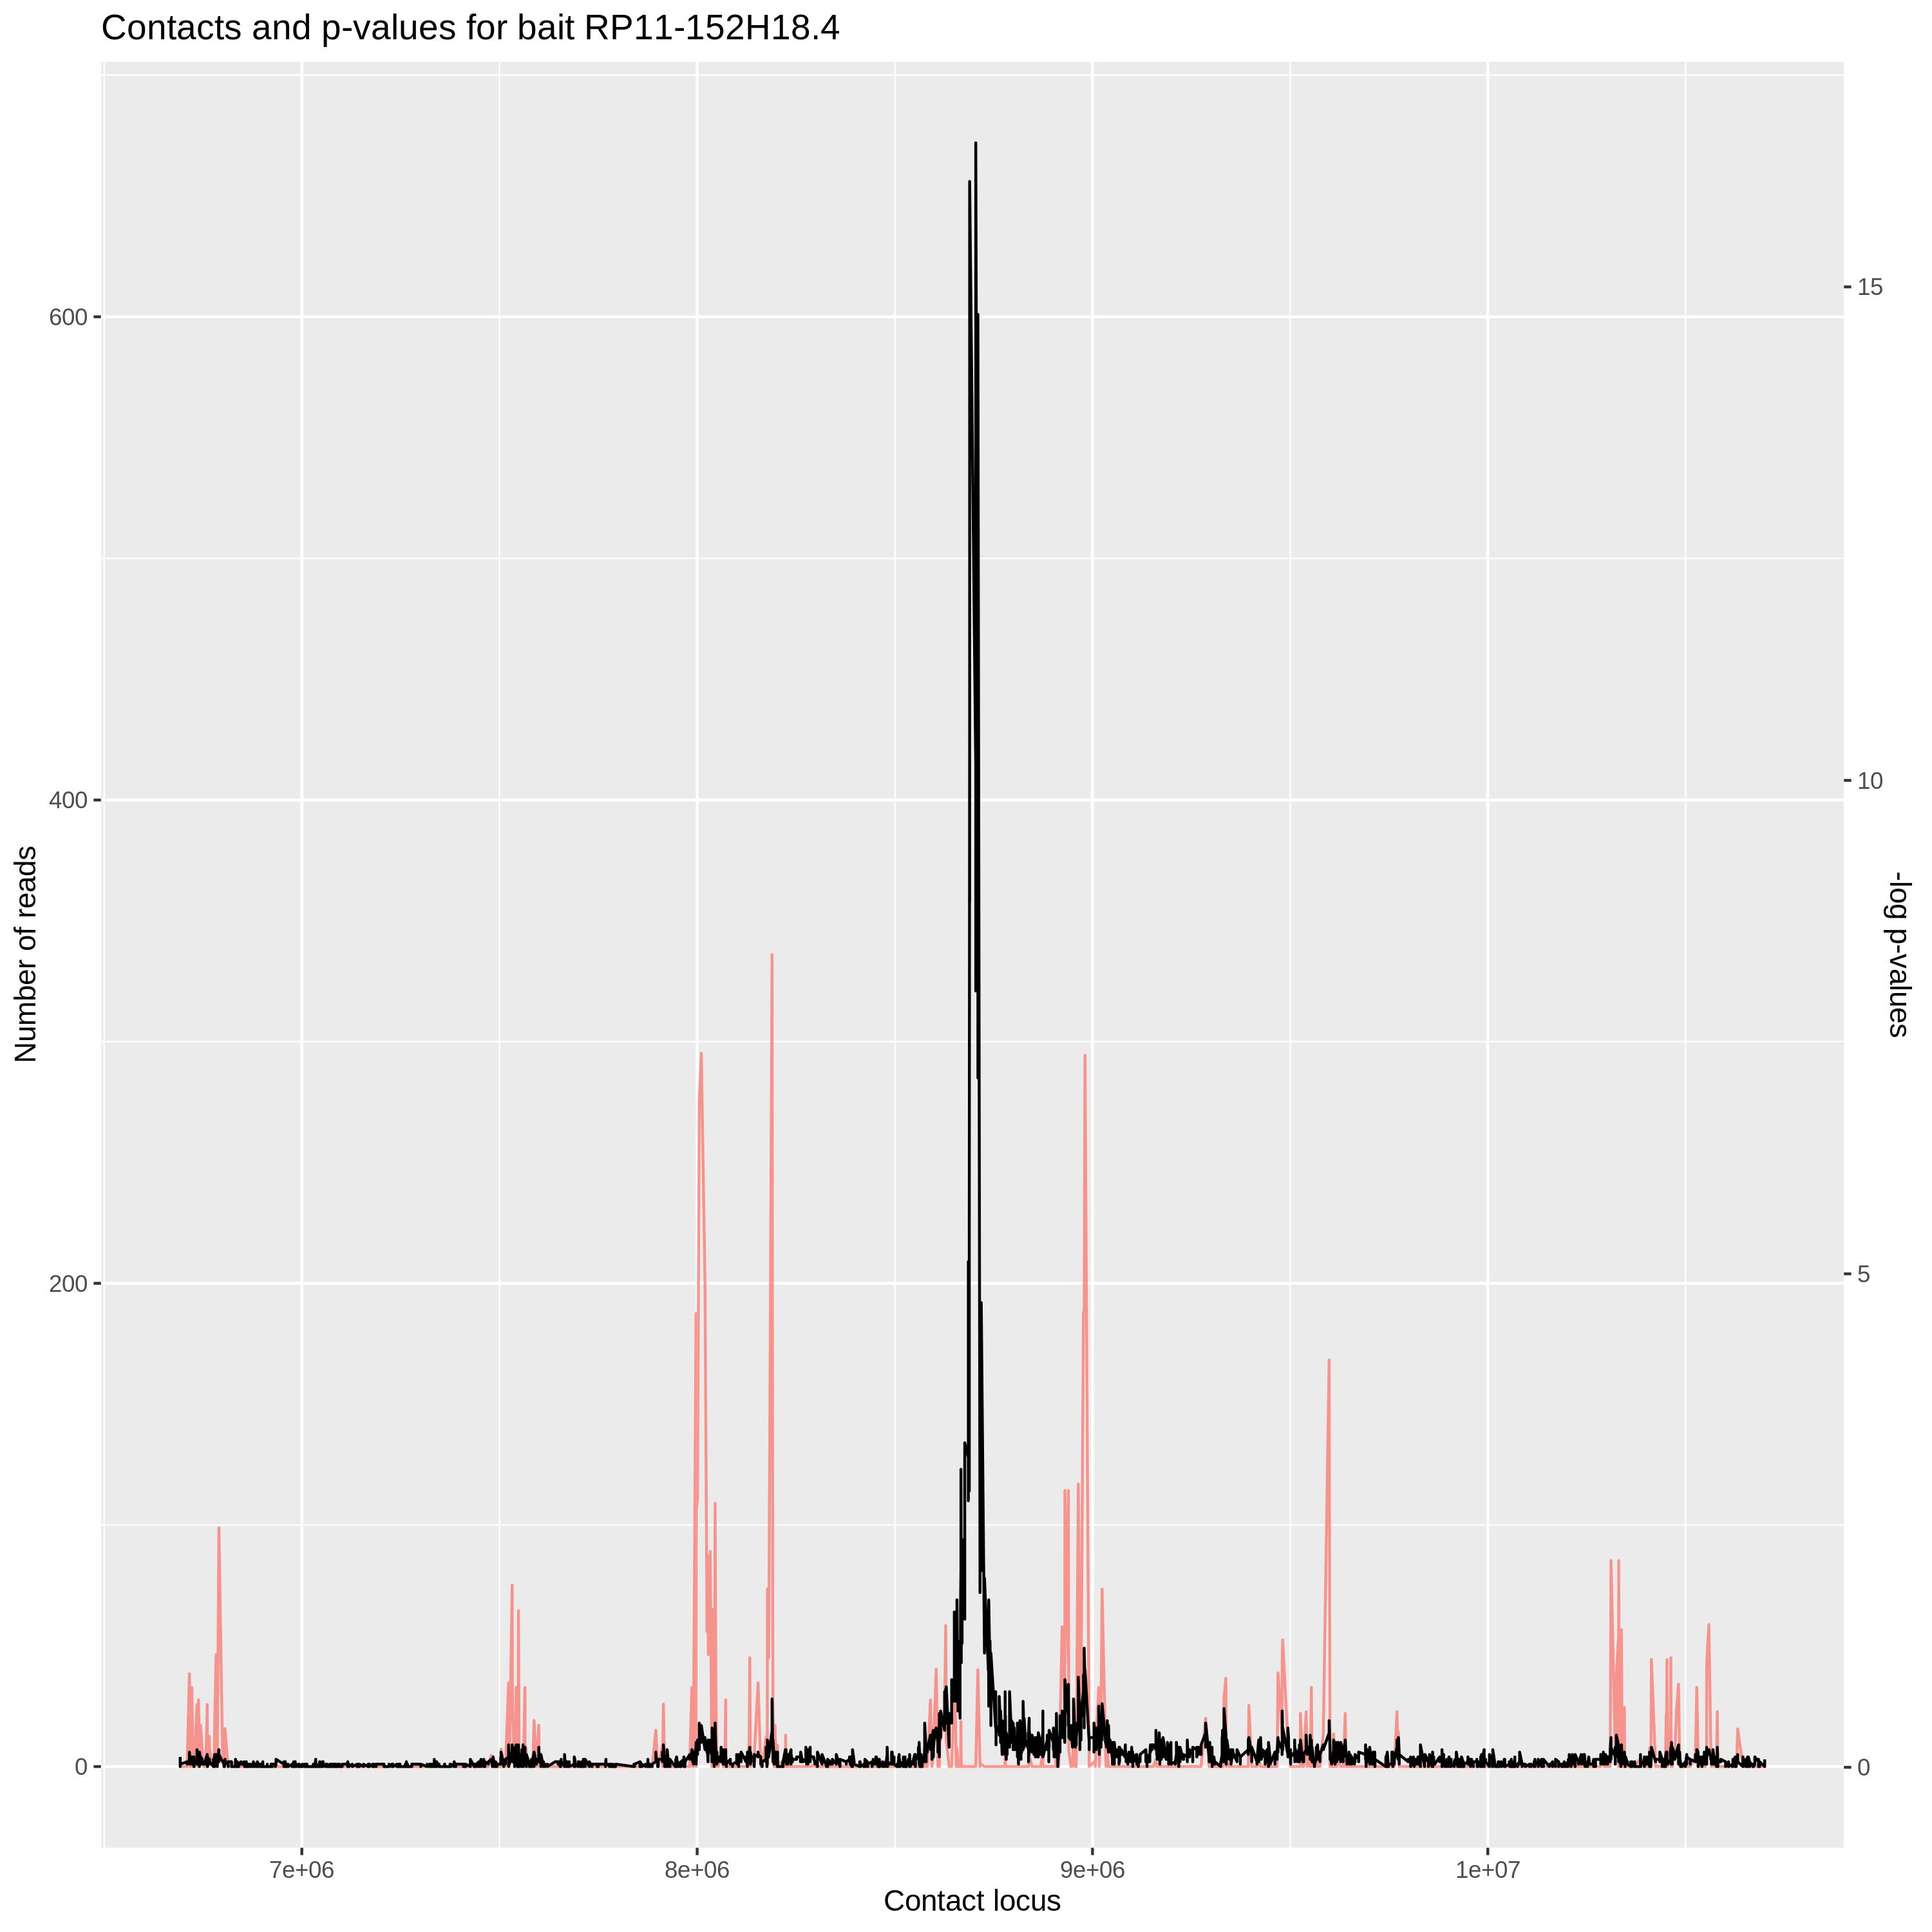 Contacts and p-values for bait RP11-152H18.4
600
400
200
0
Number of reads
15
10
5
0
-log p-values
7e+06
8e+06
9e+06
1e+07
Contact locus